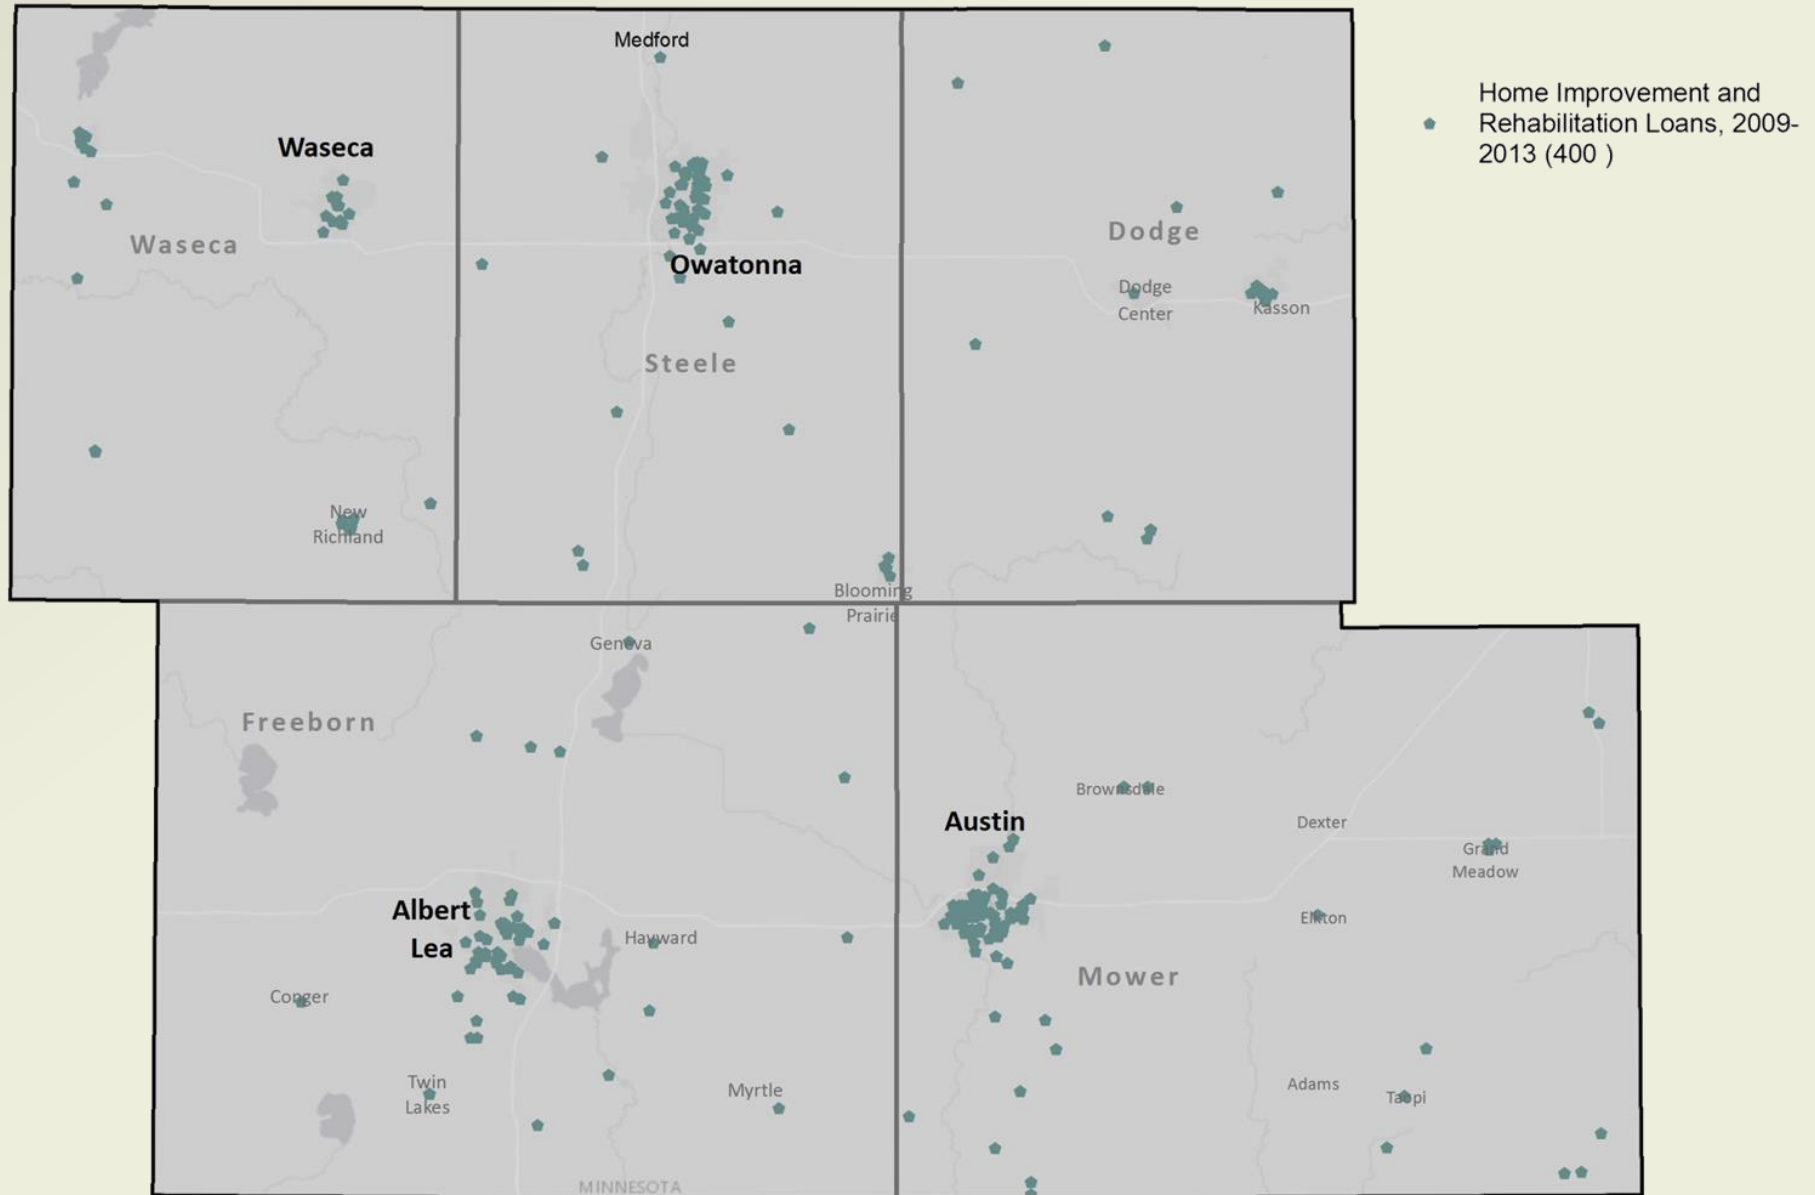 Medford
Home Improvement and
Rehabilitation Loans, 2009-
2013 (400 )
Waseca
Waseca
Dodge
Owatonna
Dodge
Center
Kasson
Steele
New
Richland
Blooming
Prairie
Geneva
Freeborn
Brownsdale
Austin
Dexter
Grand
Meadow
Albert
Lea
Elkton
Hayward
Mower
Conger
Twin
Lakes
Myrtle
Adams
Taopi
MINNESOTA